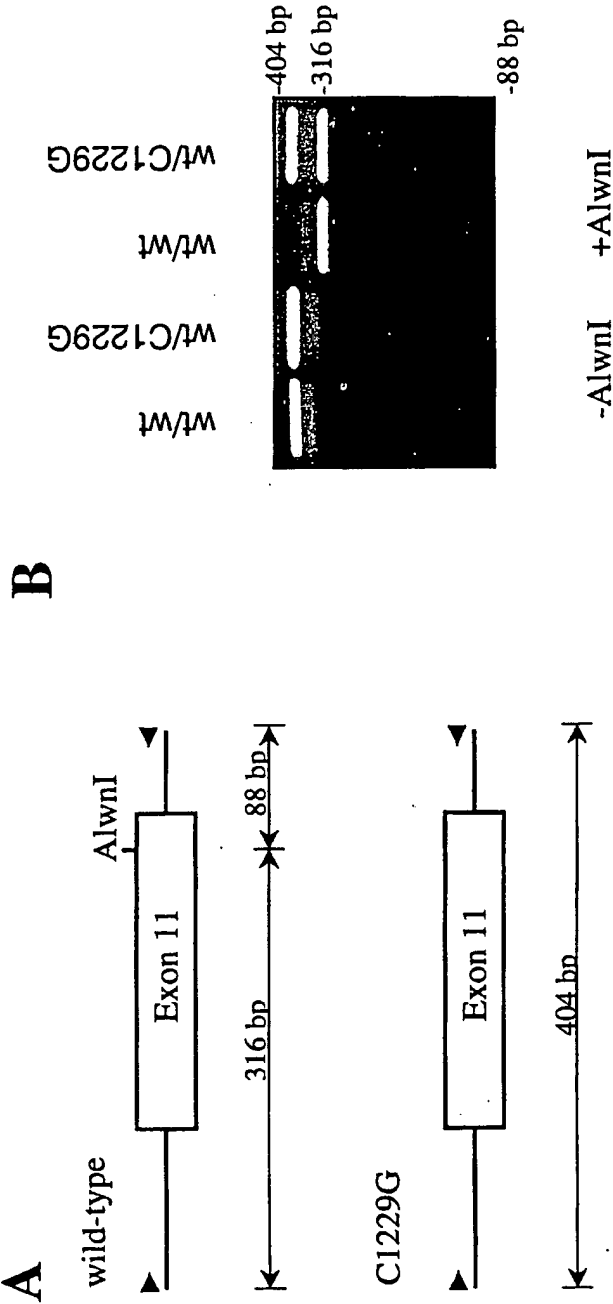 A
wild-type
AlwnI
Exon 11
316 bp
88 bp
C1229G
Exon 11
404 bp
B
wt/wt
wt/C1229G
wt/wt
wt/C1229G
-404 bp
-316 bp
-88 bp
-AlwnI
+AlwnI